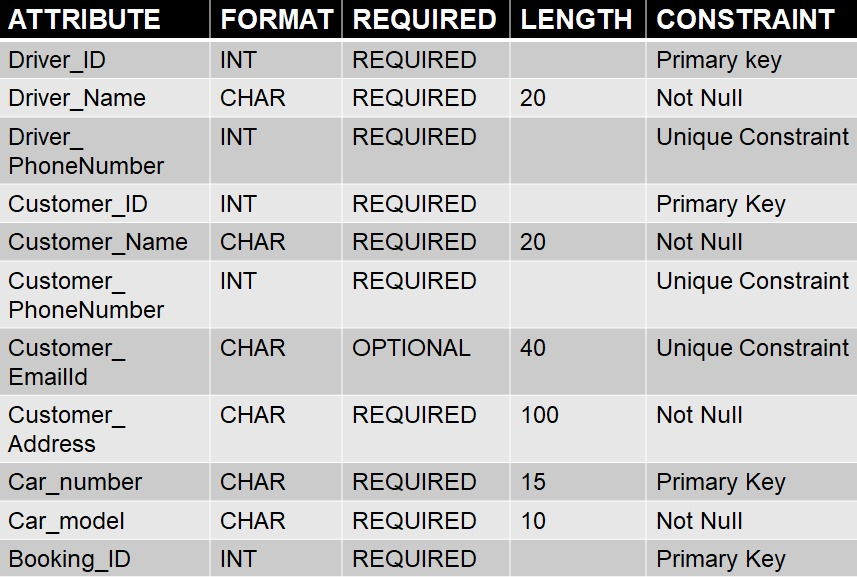 ATTRIBUTE FORMAT REQUIRED LENGTH CONSTRAINT
Driver_ID INT REQUIRED Primary key
Driver_Name CHAR REQUIRED 20 Not Null
Driver_ INT REQUIRED Unique Constraint
PhoneNumber
Customer_ID INT REQUIRED Primary Key
Customer_Name CHAR REQUIRED 20 Not Null
Customer_ INT REQUIRED Unique Constraint
PhoneNumber
Customer_ CHAR OPTIONAL 40 Unique Constraint
EmailId
Customer_ CHAR REQUIRED 100 Not Null
Address
Car_number CHAR REQUIRED 15 Primary Key
Car_model CHAR REQUIRED 10 Not Null
Booking_ID INT REQUIRED Primary Key